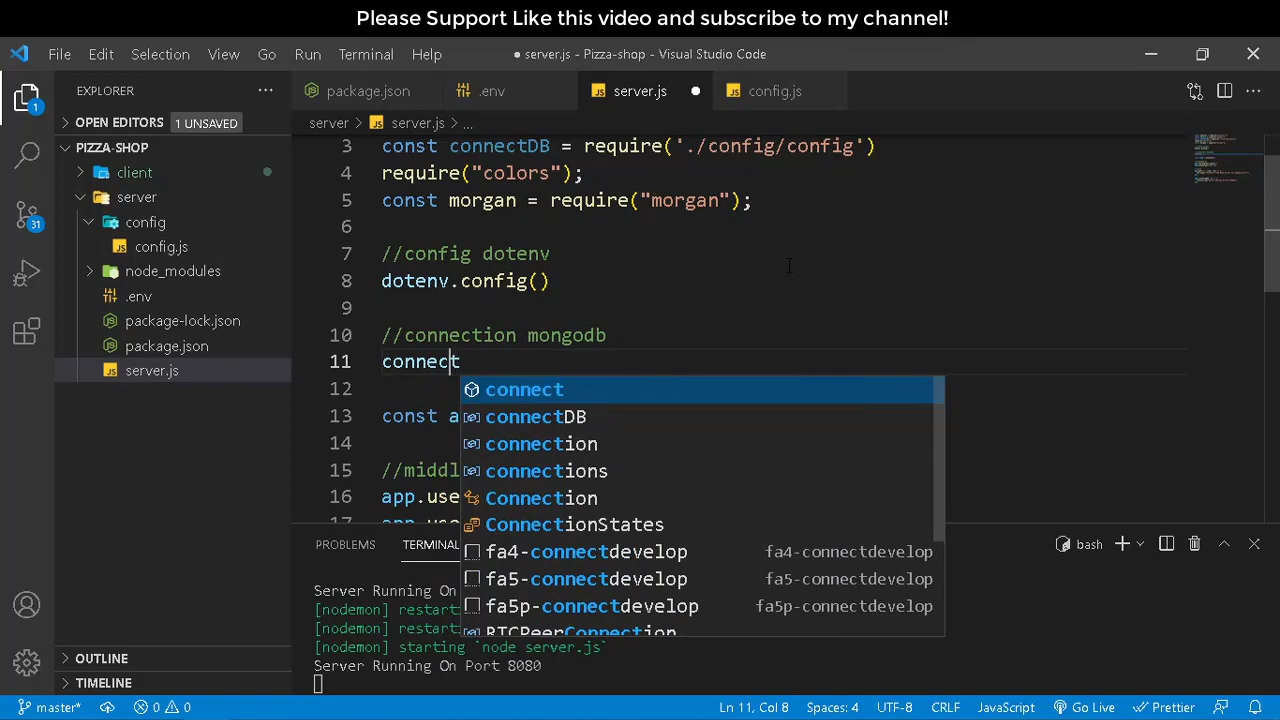 Please Support Like this video and subscribe to my channel!
File Edit Selection View Go Run Terminal Help
● server.js - Pizza-shop - Visual Studio Code
EXPLORER ...
package.json
.env
server.js ●
config.js
OPEN EDITORS 1 UNSAVED
server > server.js > ...
PIZZA-SHOP
client
server
config
config.js
node_modules
.env
package-lock.json
package.json
server.js
3 const connectDB = require('./config/config')
4 require("colors");
5 const morgan = require("morgan");
6
7 //config dotenv
8 dotenv.config()
9
10 //connection mongodb
11 connect
12
13 const a
14
15 //middl
16 app.use
17 app.use
connect
connectDB
connection
connections
Connection
ConnectionStates
fa4-connectdevelop fa4-connectdevelop
fa5-connectdevelop fa5-connectdevelop
fa5p-connectdevelop fa5p-connectdevelop
RTCPeerConnection
PROBLEMS TERMINAL bash
Server Running On
[nodemon] restart
[nodemon] restart
[nodemon] starting `node server.js`
Server Running On Port 8080
OUTLINE
TIMELINE
1
31
master* 0 0 Ln 11, Col 8 Spaces: 4 UTF-8 CRLF JavaScript Go Live Prettier